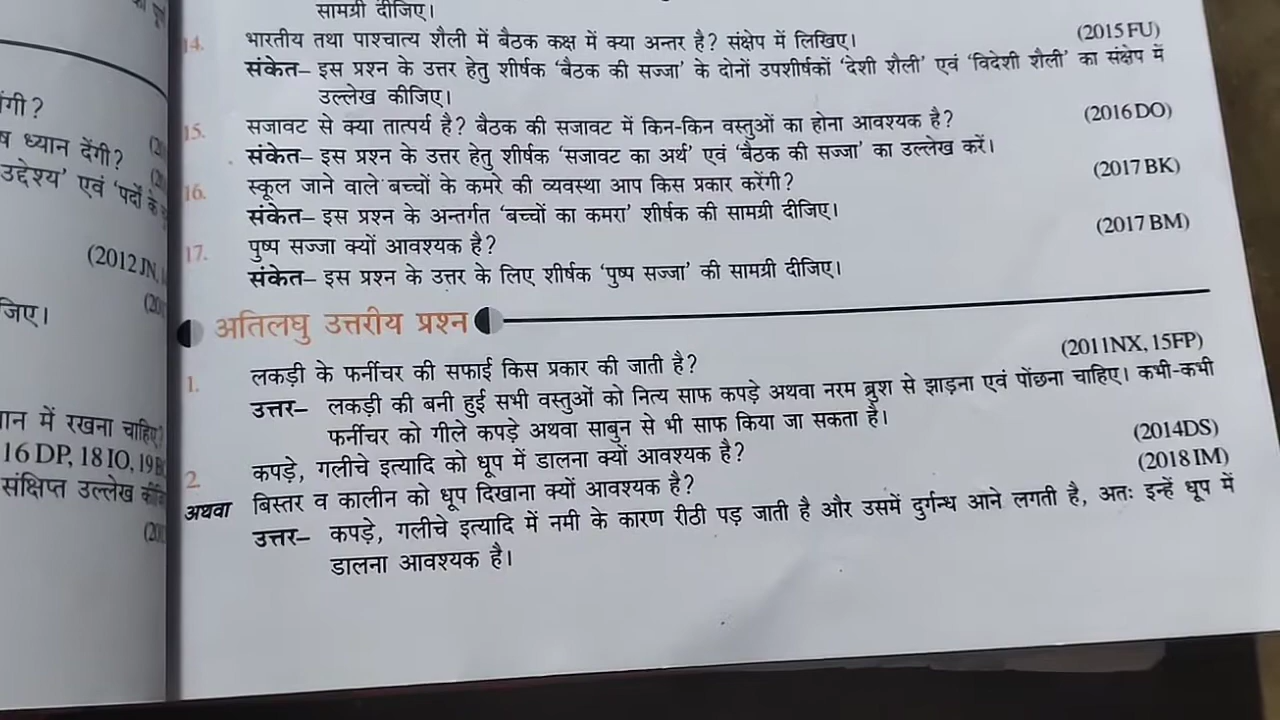 सामग्री दीजिए।
14. भारतीय तथा पाश्चात्य शैली में बैठक कक्ष में क्या अन्तर है? संक्षेप में लिखिए। (2015 FU)
संकेत– इस प्रश्न के उत्तर हेतु शीर्षक 'बैठक की सज्जा' के दोनों उपशीर्षकों 'देशी शैली' एवं 'विदेशी शैली' का संक्षेप में
उल्लेख कीजिए।
15. सजावट से क्या तात्पर्य है? बैठक की सजावट में किन-किन वस्तुओं का होना आवश्यक है? (2016 DO)
संकेत– इस प्रश्न के उत्तर हेतु शीर्षक 'सजावट का अर्थ' एवं 'बैठक की सज्जा' का उल्लेख करें।
16. स्कूल जाने वाले बच्चों के कमरे की व्यवस्था आप किस प्रकार करेंगी? (2017 BK)
संकेत– इस प्रश्न के अन्तर्गत 'बच्चों का कमरा' शीर्षक की सामग्री दीजिए।
17. पुष्प सज्जा क्यों आवश्यक है? (2017 BM)
संकेत– इस प्रश्न के उत्तर के लिए शीर्षक 'पुष्प सज्जा' की सामग्री दीजिए।
अतिलघु उत्तरीय प्रश्न
1. लकड़ी के फर्नीचर की सफाई किस प्रकार की जाती है? (2011NX, 15FP)
उत्तर– लकड़ी की बनी हुई सभी वस्तुओं को नित्य साफ कपड़े अथवा नरम ब्रुश से झाड़ना एवं पोंछना चाहिए। कभी-कभी
फर्नीचर को गीले कपड़े अथवा साबुन से भी साफ किया जा सकता है।
2. कपड़े, गलीचे इत्यादि को धूप में डालना क्यों आवश्यक है? (2014DS)
अथवा बिस्तर व कालीन को धूप दिखाना क्यों आवश्यक है? (2018 IM)
उत्तर– कपड़े, गलीचे इत्यादि में नमी के कारण रीठी पड़ जाती है और उसमें दुर्गन्ध आने लगती है, अतः इन्हें धूप में
डालना आवश्यक है।
ध्यान देंगी?
उद्देश्य' एवं 'पर्दों के
(2012 JN,
में रखना चाहिए?
16 DP, 18 IO, 19
संक्षिप्त उल्लेख